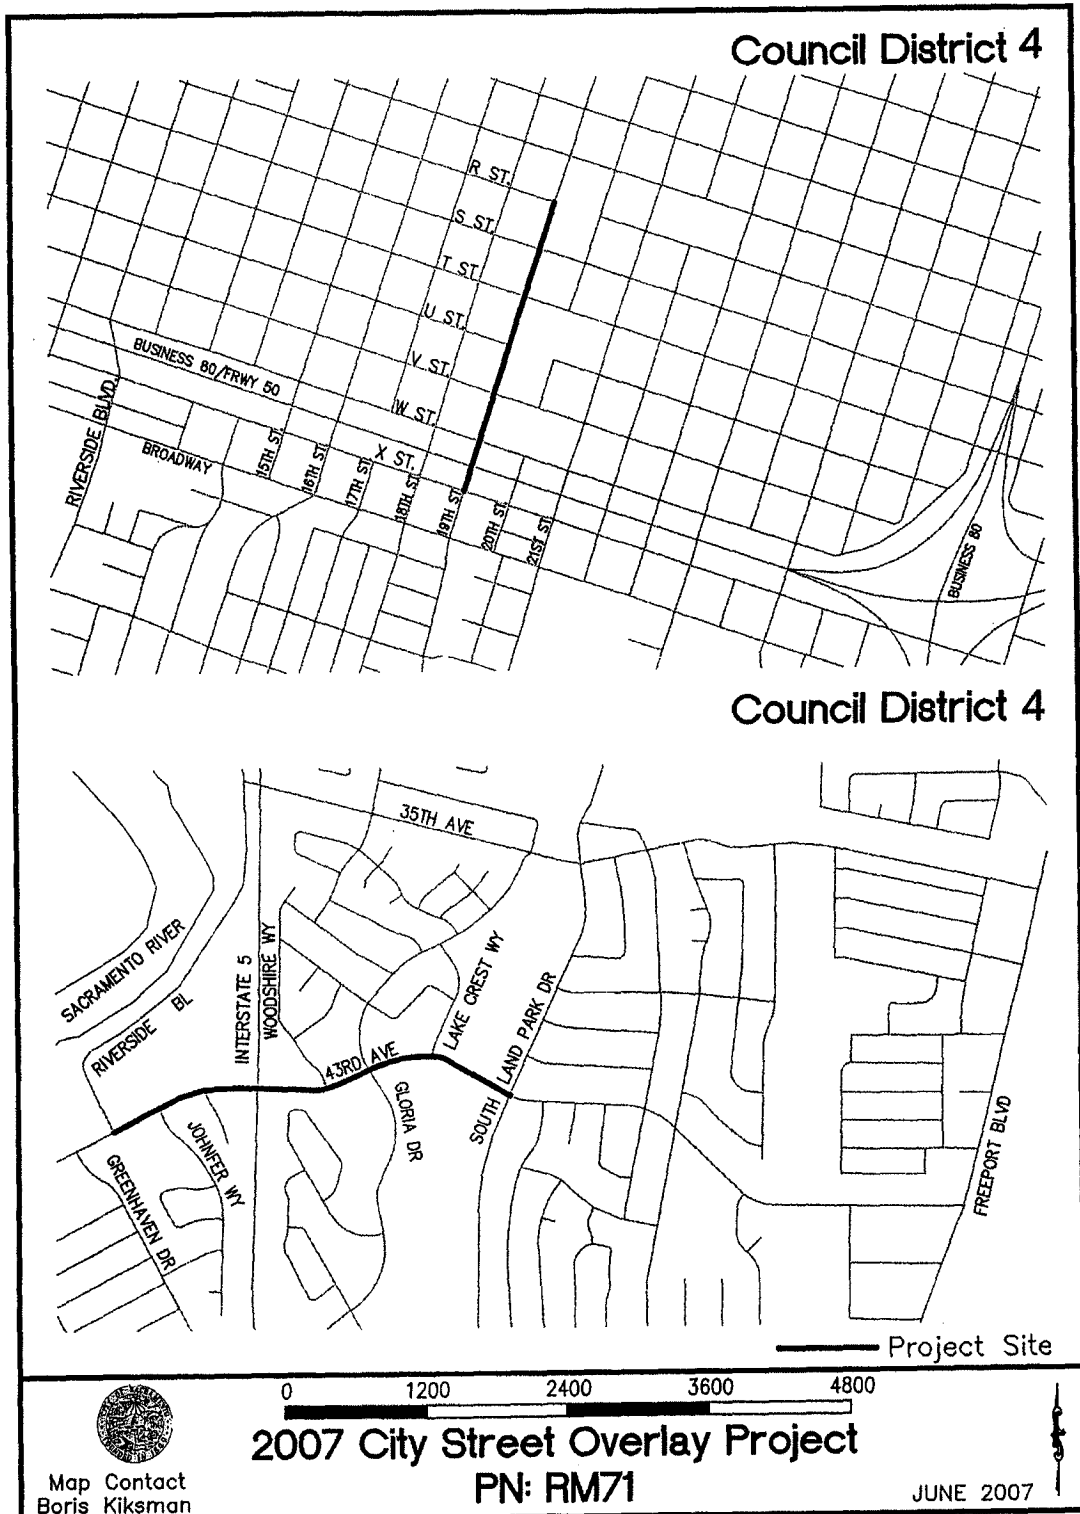 Council District 4
R ST.
S ST.
T ST.
U ST.
V ST.
W ST.
X ST.
BUSINESS 80/FRWY 50
RIVERSIDE BLVD.
BROADWAY
15TH ST.
16TH ST.
17TH ST.
18TH ST.
19TH ST.
20TH ST.
21ST ST.
BUSINESS 80
Council District 4
35TH AVE
SACRAMENTO RIVER
RIVERSIDE BL
INTERSTATE 5
WOODSHIRE WY
LAKE CREST WY
SOUTH LAND PARK DR
43RD AVE
GLORIA DR
JOHNFER WY
GREENHAVEN DR
FREEPORT BLVD
Project Site
0 1200 2400 3600 4800
2007 City Street Overlay Project
PN: RM71
Map Contact
Boris Kiksman
JUNE 2007